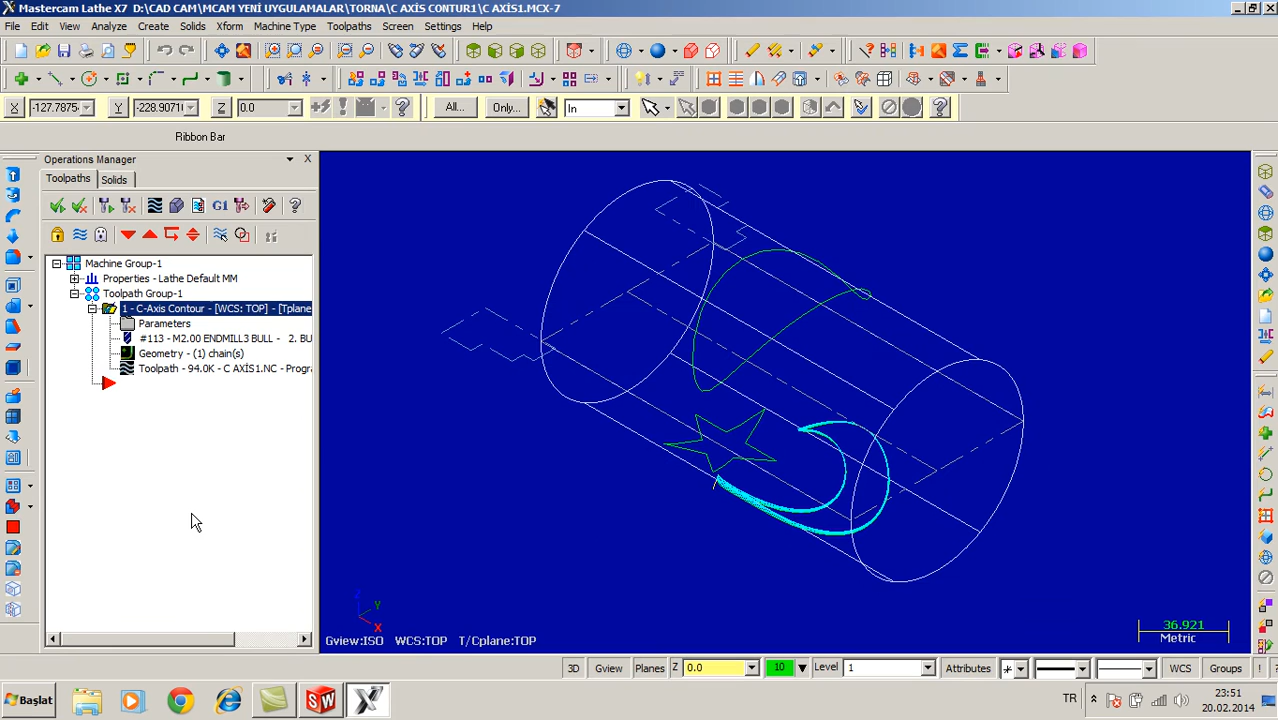 Mastercam Lathe X7 D:\CAD CAM\MCAM YENİ UYGULAMALAR\TORNA\C AXİS CONTUR1\C AXİS1.MCX-7
File Edit View Analyze Create Solids Xform Machine Type Toolpaths Screen Settings Help
X -127.7875 Y -228.90716 Z 0.0 All... Only... In
Ribbon Bar
Operations Manager
Toolpaths Solids
G1
Machine Group-1
Properties - Lathe Default MM
Toolpath Group-1
1 - C-Axis Contour - [WCS: TOP] - [Tplane
Parameters
#113 - M2.00 ENDMILL3 BULL - 2. BU
Geometry - (1) chain(s)
Toolpath - 94.0K - C AXİS1.NC - Progr
Z
Y
X
Gview:ISO WCS:TOP T/Cplane:TOP
36.921
Metric
3D Gview Planes Z 0.0 10 Level 1 Attributes WCS Groups
Başlat
TR
23:51
20.02.2014